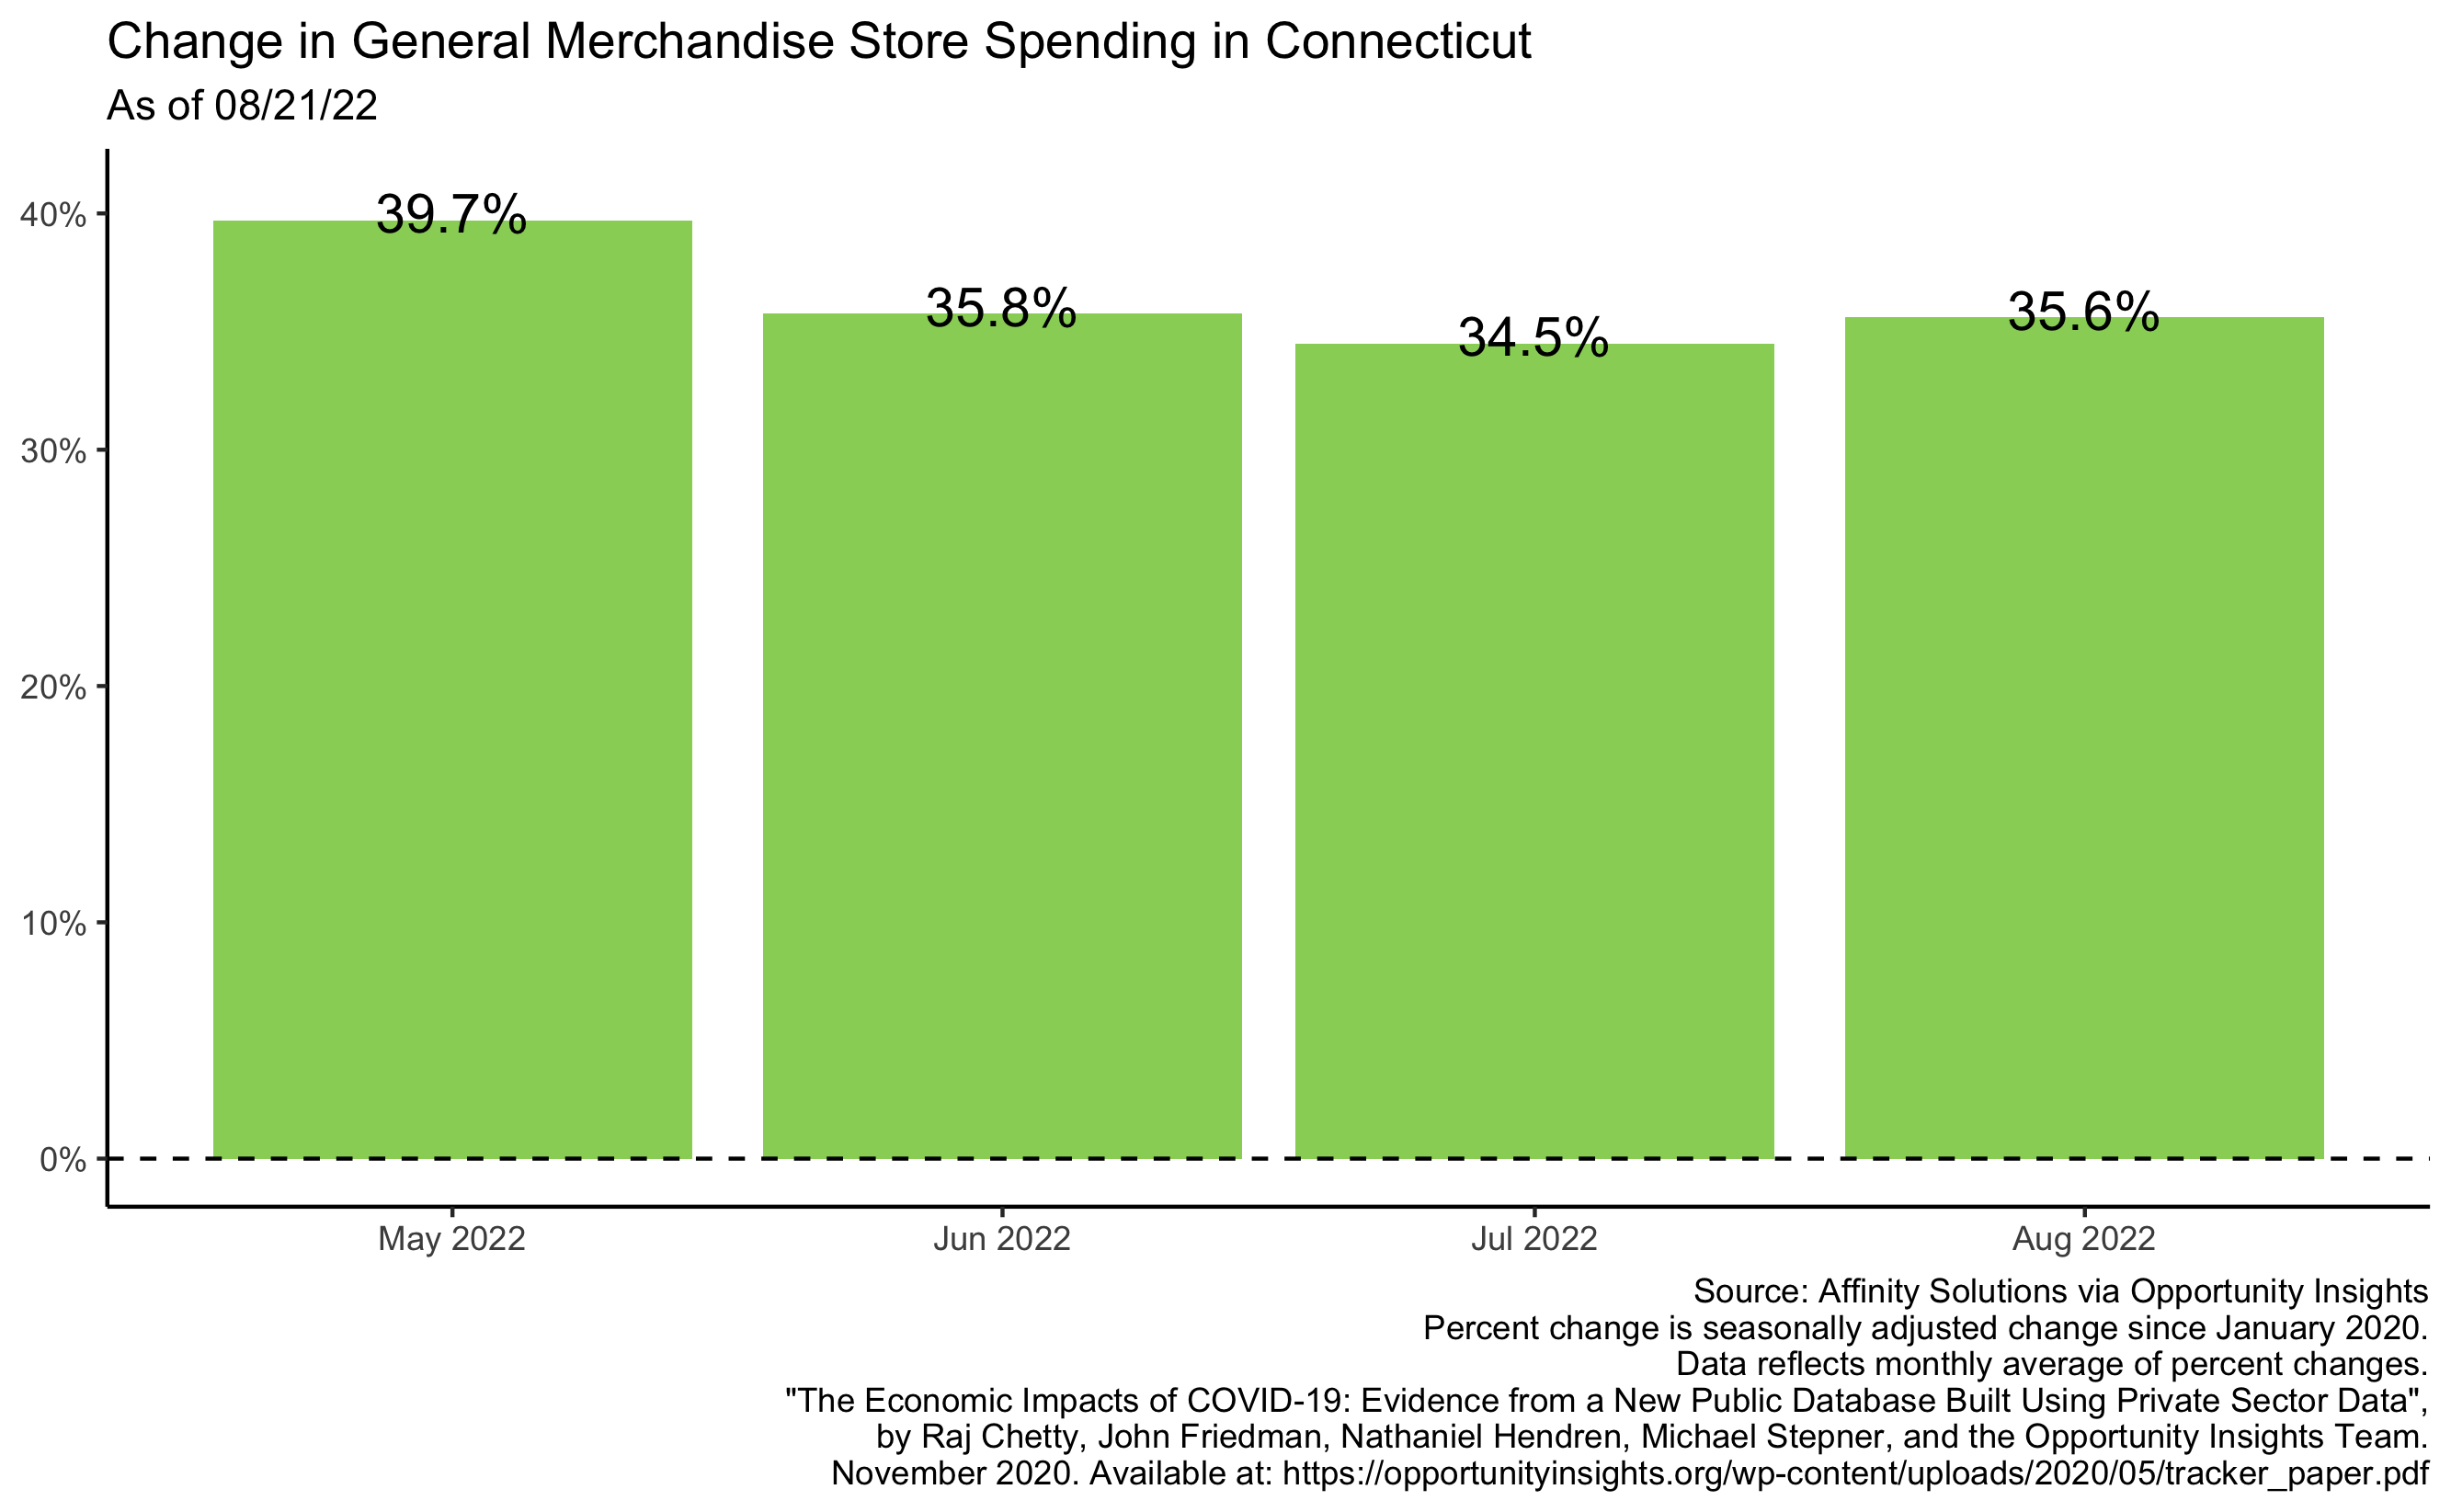 Change in General Merchandise Store Spending in Connecticut
As of 08/21/22
40%
30%
20%
10%
0%
39.7%
35.8%
34.5%
35.6%
May 2022
Jun 2022
Jul 2022
Aug 2022
Source: Affinity Solutions via Opportunity Insights
Percent change is seasonally adjusted change since January 2020.
Data reflects monthly average of percent changes.
"The Economic Impacts of COVID-19: Evidence from a New Public Database Built Using Private Sector Data",
by Raj Chetty, John Friedman, Nathaniel Hendren, Michael Stepner, and the Opportunity Insights Team.
November 2020. Available at: https://opportunityinsights.org/wp-content/uploads/2020/05/tracker_paper.pdf